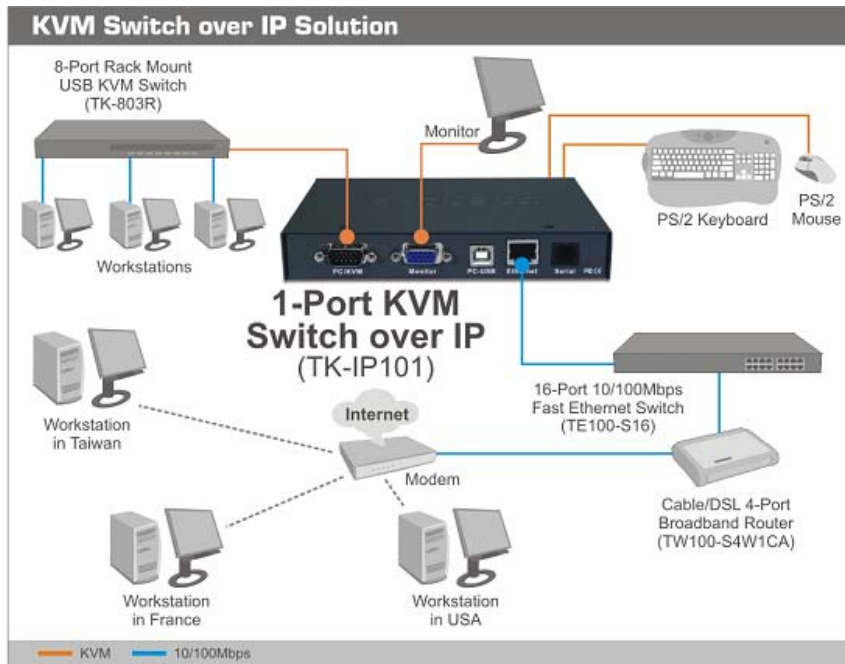 KVM Switch over IP Solution
8-Port Rack Mount
USB KVM Switch
(TK-803R)
Monitor
PS/2 Keyboard
PS/2
Mouse
Workstations
PC/KVM
Monitor
PC-USB
Ethernet
Serial
1-Port KVM
Switch over IP
(TK-IP101)
16-Port 10/100Mbps
Fast Ethernet Switch
(TE100-S16)
Workstation
in Taiwan
Internet
Modem
Cable/DSL 4-Port
Broadband Router
(TW100-S4W1CA)
Workstation
in France
Workstation
in USA
KVM
10/100Mbps